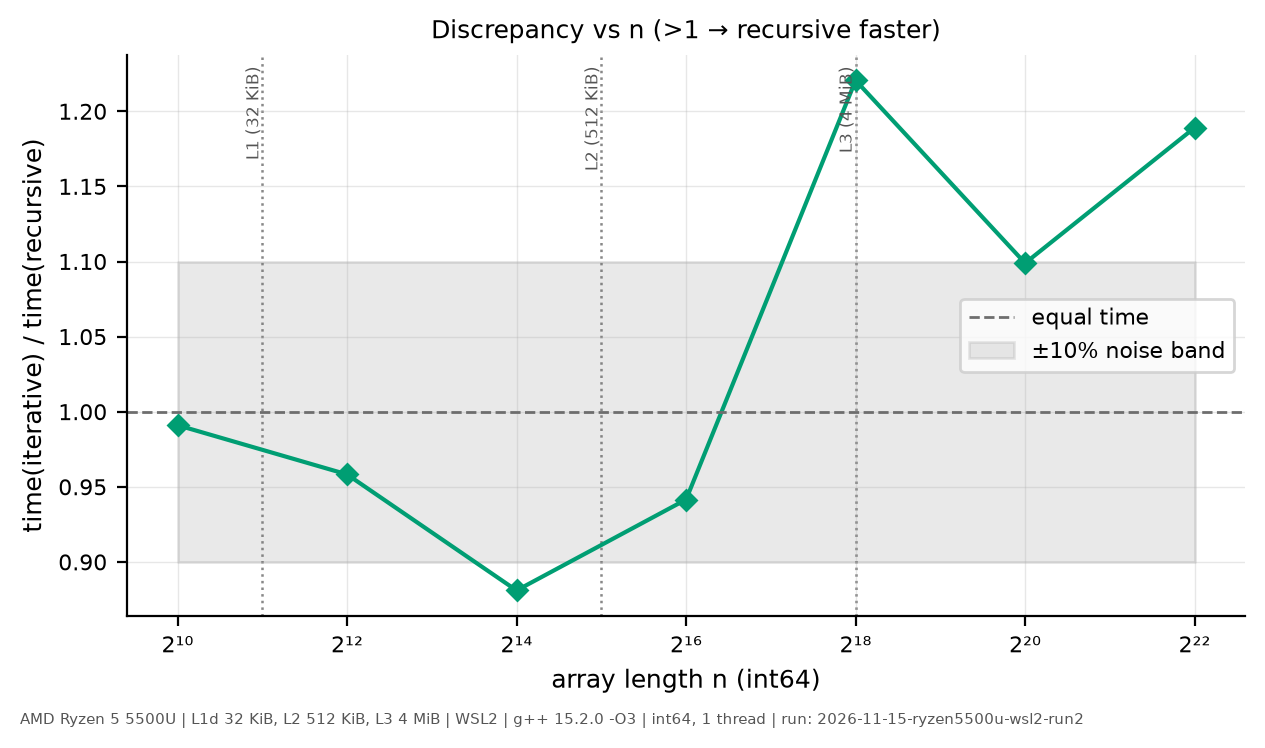 Discrepancy vs n (>1 → recursive faster)
time(iterative) / time(recursive)
1.20
1.15
1.10
1.05
1.00
0.95
0.90
L1 (32 KiB)
L2 (512 KiB)
L3 (4 MiB)
equal time
±10% noise band
2¹⁰
2¹²
2¹⁴
2¹⁶
2¹⁸
2²⁰
2²²
array length n (int64)
AMD Ryzen 5 5500U | L1d 32 KiB, L2 512 KiB, L3 4 MiB | WSL2 | g++ 15.2.0 -O3 | int64, 1 thread | run: 2026-11-15-ryzen5500u-wsl2-run2